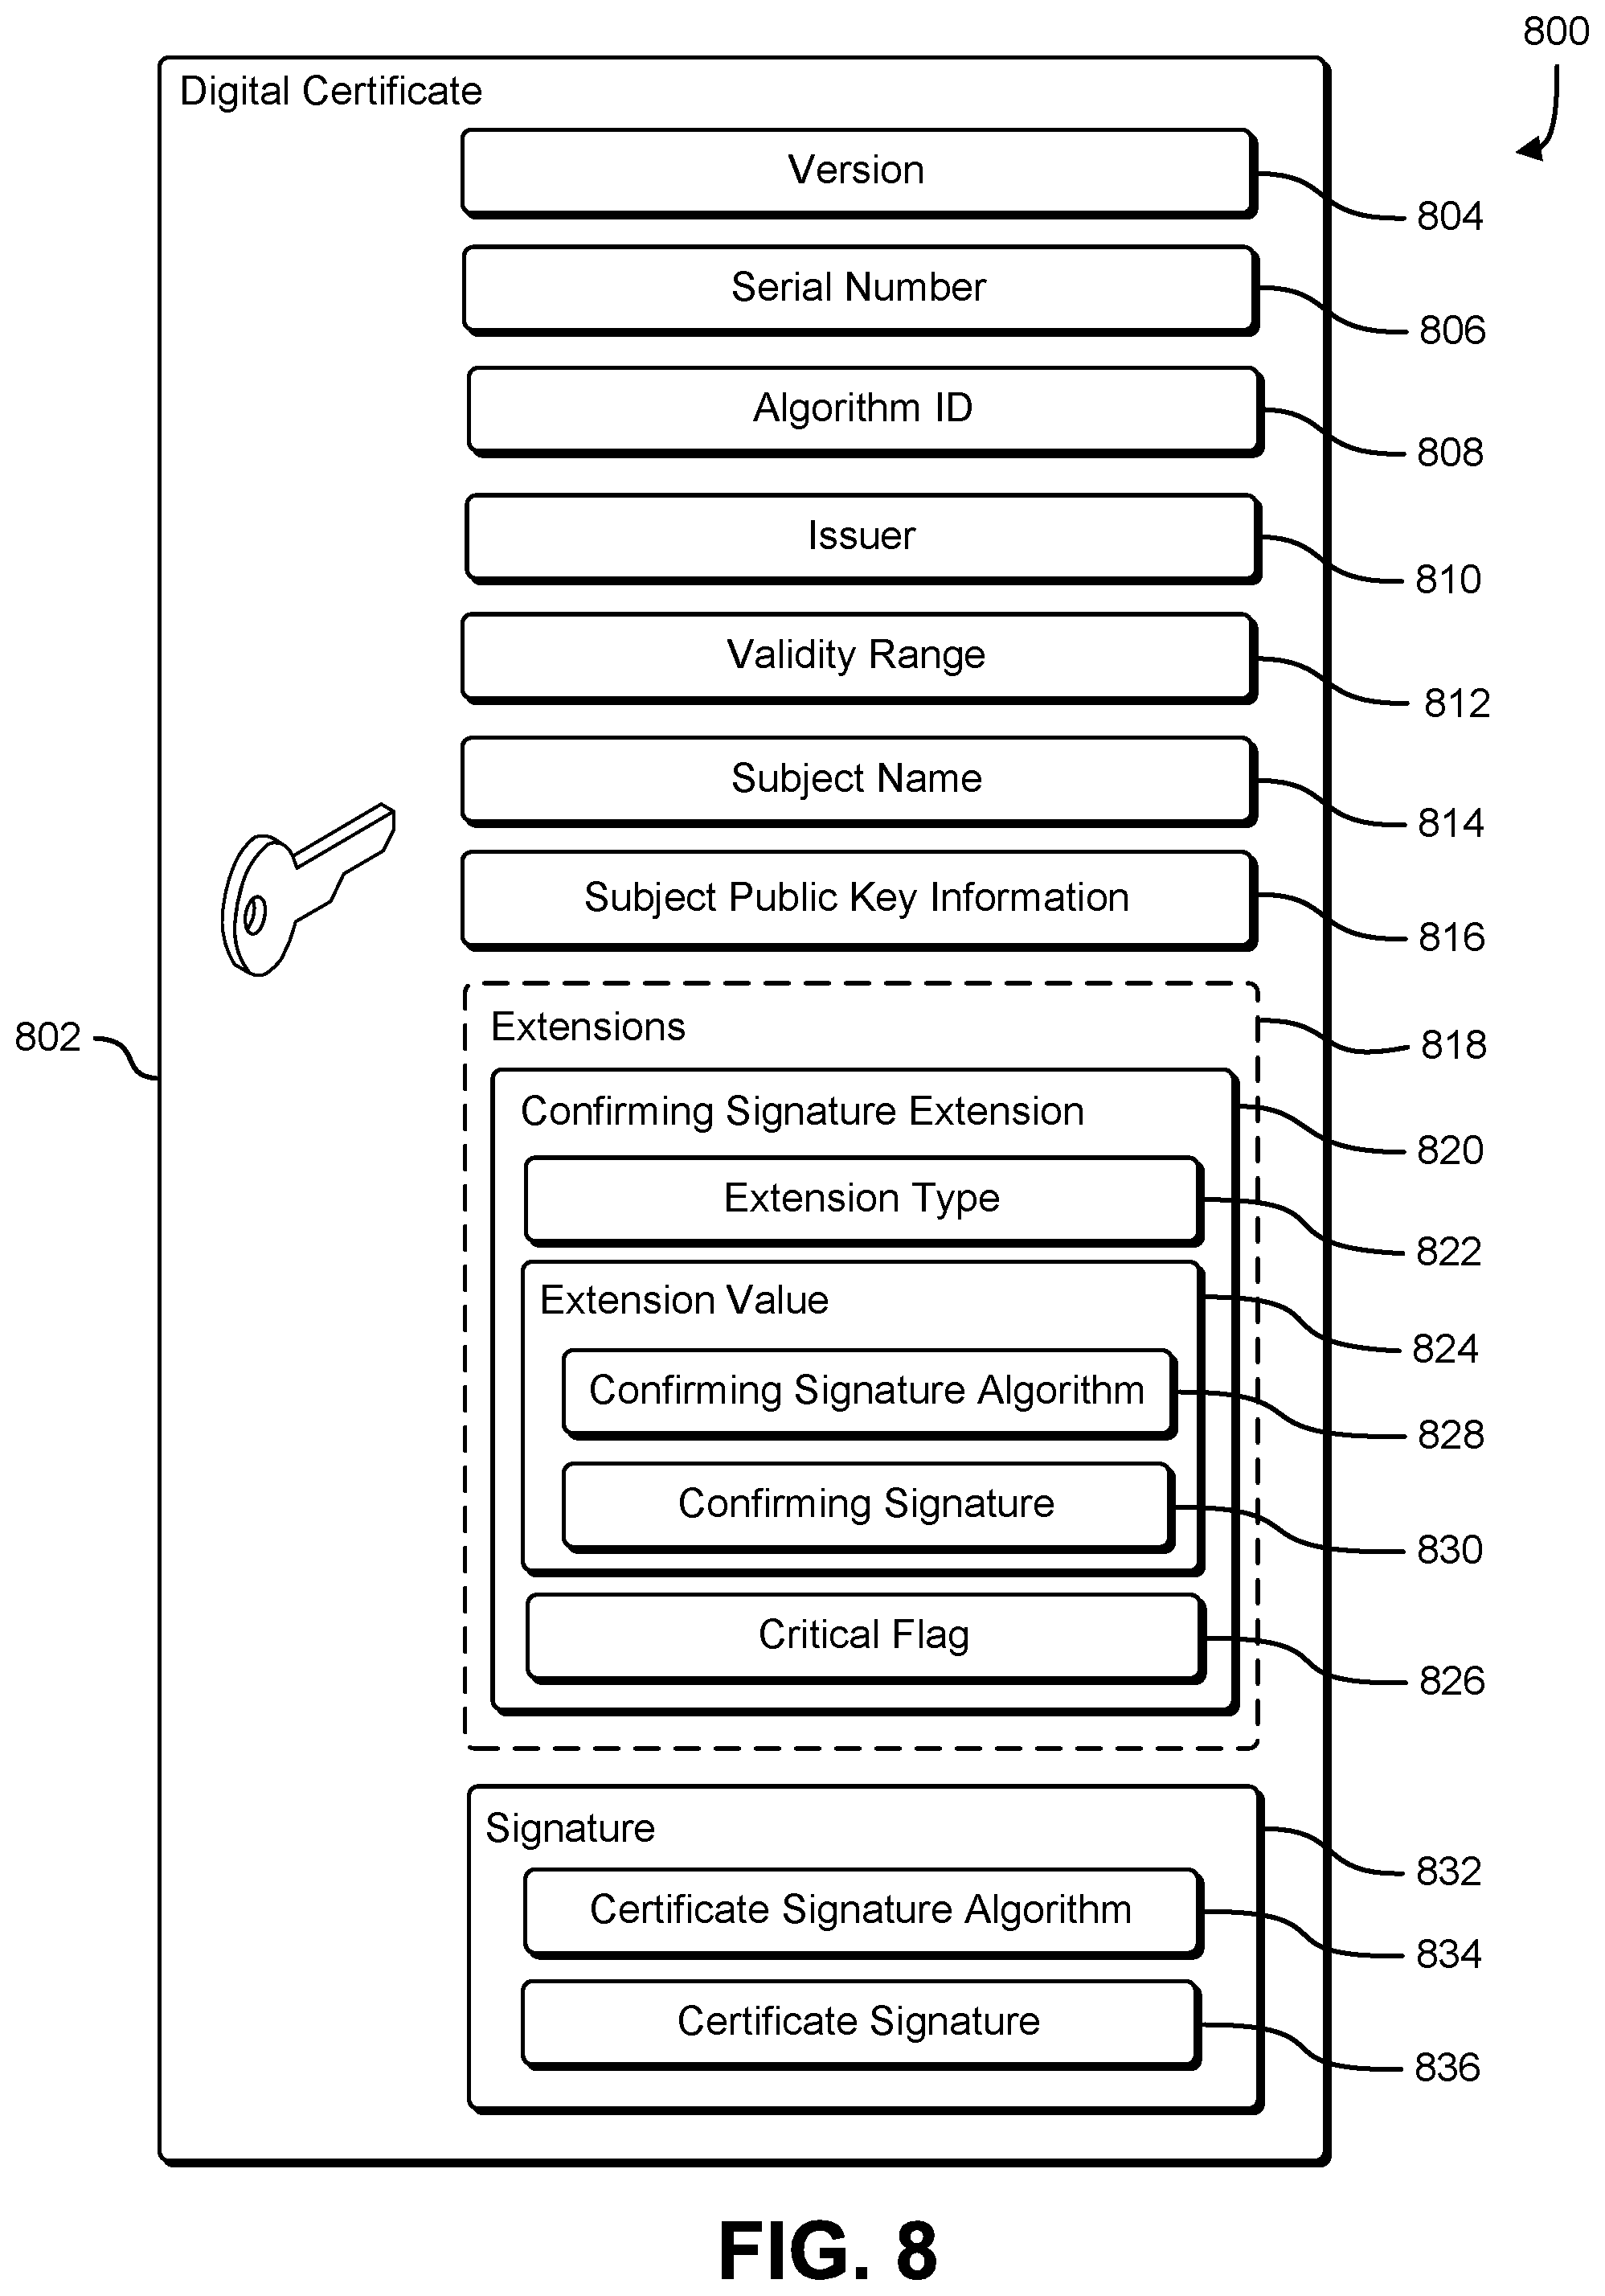 800
Digital Certificate
Version
804
Serial Number
806
Algorithm ID
808
Issuer
810
Validity Range
812
Subject Name
814
Subject Public Key Information
816
802
Extensions
818
Confirming Signature Extension
820
Extension Type
822
Extension Value
824
Confirming Signature Algorithm
828
Confirming Signature
830
Critical Flag
826
Signature
832
Certificate Signature Algorithm
834
Certificate Signature
836
FIG. 8